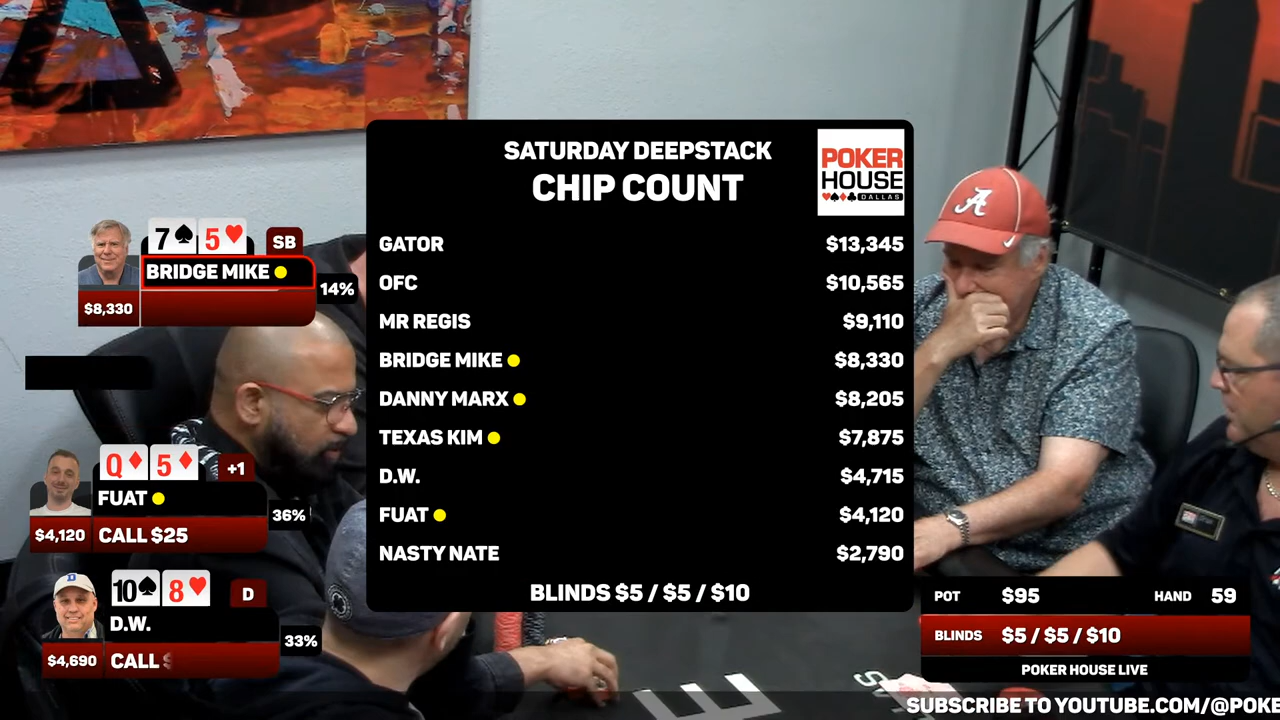 SATURDAY DEEPSTACK
CHIP COUNT
POKER
HOUSE
DALLAS
GATOR $13,345
OFC $10,565
MR REGIS $9,110
BRIDGE MIKE $8,330
DANNY MARX $8,205
TEXAS KIM $7,875
D.W. $4,715
FUAT $4,120
NASTY NATE $2,790
BLINDS $5 / $5 / $10
7 5 SB
BRIDGE MIKE
$8,330
14%
Q 5 +1
FUAT
36%
$4,120 CALL $25
D
10 8 D
D.W.
33%
$4,690 CALL
A
POT $95 HAND 59
BLINDS $5 / $5 / $10
POKER HOUSE LIVE
SUBSCRIBE TO YOUTUBE.COM/@POKE